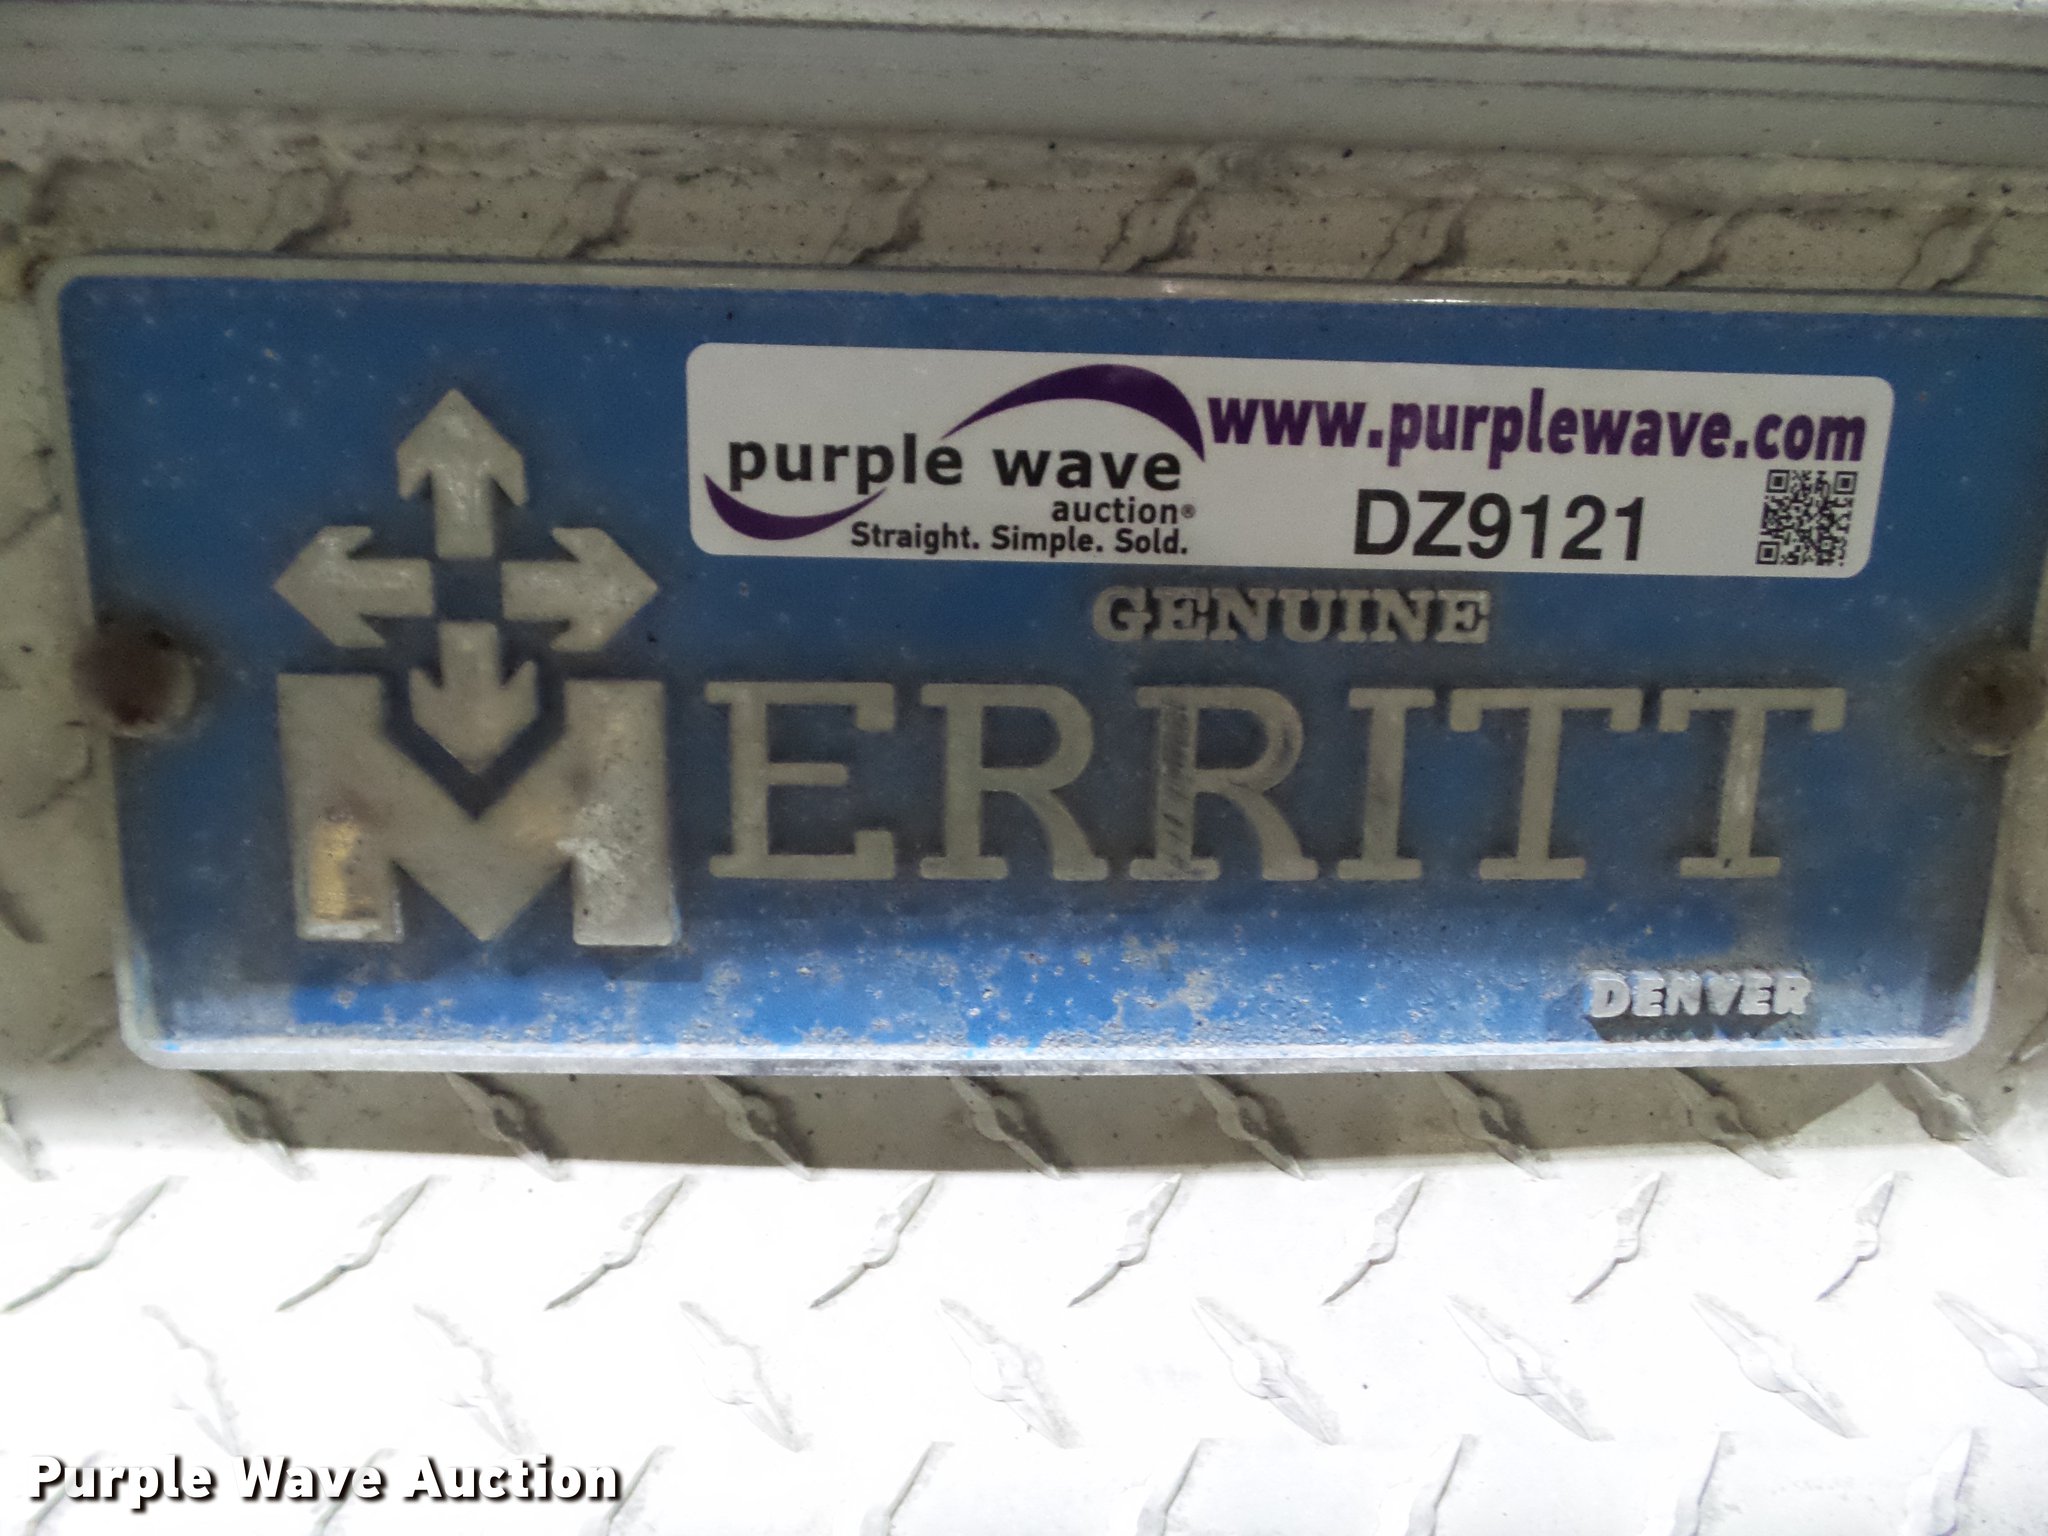 purple wave
auction®
Straight. Simple. Sold.
www.purplewave.com
DZ9121
GENUINE
MERRITT
DENVER
Purple Wave Auction